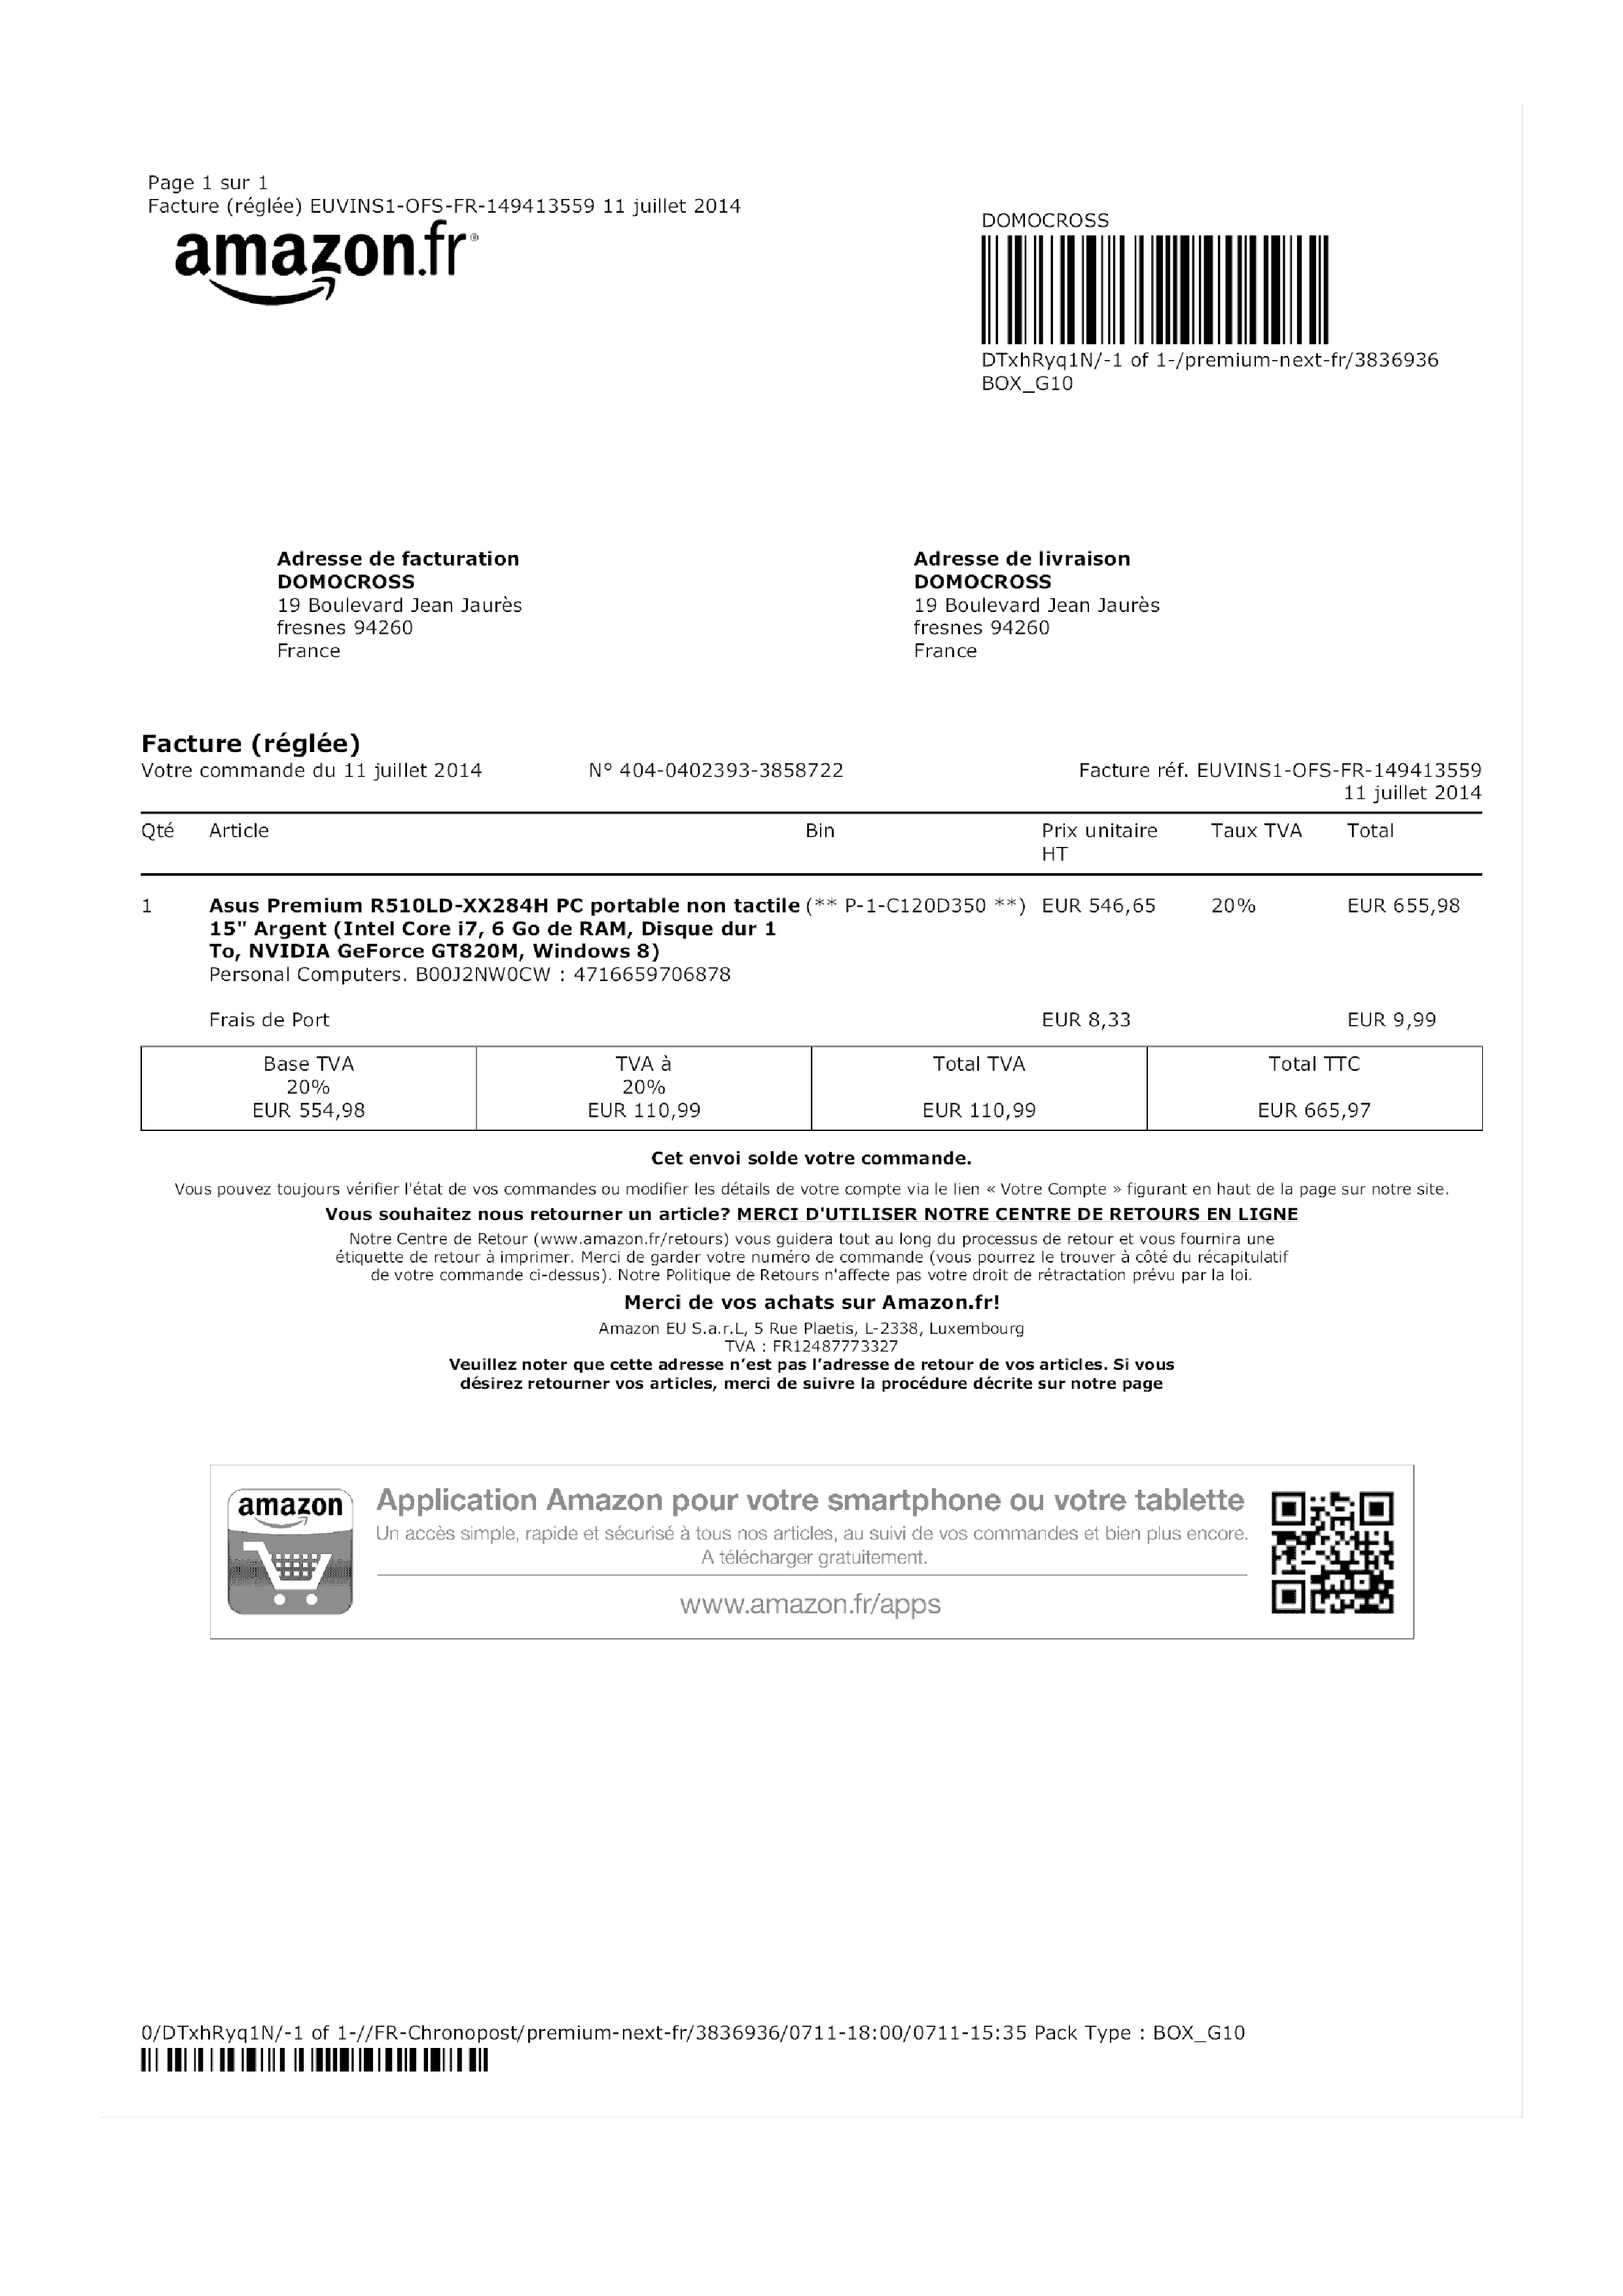 Page 1 sur 1
Facture (réglée) EUVINS1-OFS-FR-149413559 11 juillet 2014
amazon.fr®
DOMOCROSS
DTxhRyq1N/-1 of 1-/premium-next-fr/3836936
BOX_G10
Adresse de facturation
DOMOCROSS
19 Boulevard Jean Jaurès
fresnes 94260
France
Adresse de livraison
DOMOCROSS
19 Boulevard Jean Jaurès
fresnes 94260
France
Facture (réglée)
Votre commande du 11 juillet 2014 N° 404-0402393-3858722 Facture réf. EUVINS1-OFS-FR-149413559
11 juillet 2014
Qté Article Bin Prix unitaire Taux TVA Total
HT
1 Asus Premium R510LD-XX284H PC portable non tactile (** P-1-C120D350 **) EUR 546,65 20% EUR 655,98
15" Argent (Intel Core i7, 6 Go de RAM, Disque dur 1
To, NVIDIA GeForce GT820M, Windows 8)
Personal Computers. B00J2NW0CW : 4716659706878
Frais de Port EUR 8,33 EUR 9,99
Base TVA TVA à Total TVA Total TTC
20% 20%
EUR 554,98 EUR 110,99 EUR 110,99 EUR 665,97
Cet envoi solde votre commande.
Vous pouvez toujours vérifier l'état de vos commandes ou modifier les détails de votre compte via le lien « Votre Compte » figurant en haut de la page sur notre site.
Vous souhaitez nous retourner un article? MERCI D'UTILISER NOTRE CENTRE DE RETOURS EN LIGNE
Notre Centre de Retour (www.amazon.fr/retours) vous guidera tout au long du processus de retour et vous fournira une
étiquette de retour à imprimer. Merci de garder votre numéro de commande (vous pourrez le trouver à côté du récapitulatif
de votre commande ci-dessus). Notre Politique de Retours n'affecte pas votre droit de rétractation prévu par la loi.
Merci de vos achats sur Amazon.fr!
Amazon EU S.a.r.L, 5 Rue Plaetis, L-2338, Luxembourg
TVA : FR12487773327
Veuillez noter que cette adresse n’est pas l’adresse de retour de vos articles. Si vous
désirez retourner vos articles, merci de suivre la procédure décrite sur notre page
amazon
Application Amazon pour votre smartphone ou votre tablette
Un accès simple, rapide et sécurisé à tous nos articles, au suivi de vos commandes et bien plus encore.
A télécharger gratuitement.
www.amazon.fr/apps
0/DTxhRyq1N/-1 of 1-//FR-Chronopost/premium-next-fr/3836936/0711-18:00/0711-15:35 Pack Type : BOX_G10